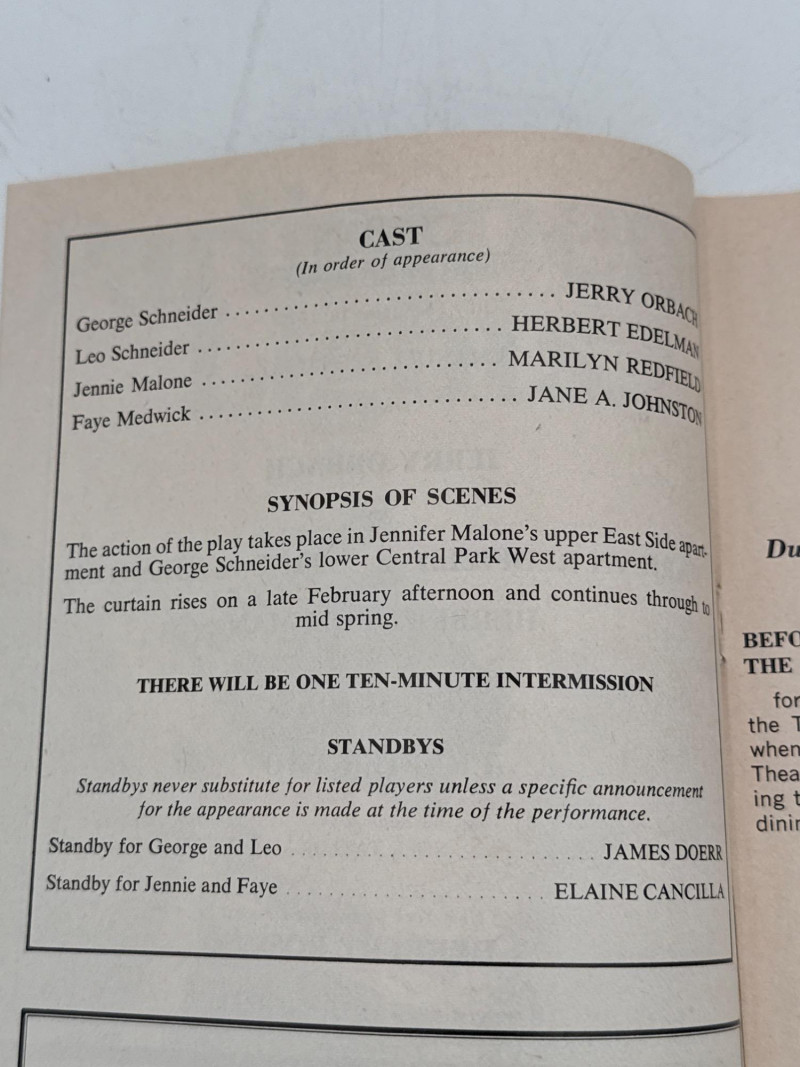 CAST
(In order of appearance)
George Schneider ................................ JERRY ORBACH
Leo Schneider ............................ HERBERT EDELMAN
Jennie Malone ........................... MARILYN REDFIELD
Faye Medwick ............................. JANE A. JOHNSTON
SYNOPSIS OF SCENES
The action of the play takes place in Jennifer Malone's upper East Side apart-
ment and George Schneider's lower Central Park West apartment.
The curtain rises on a late February afternoon and continues through to
mid spring.
THERE WILL BE ONE TEN-MINUTE INTERMISSION
STANDBYS
Standbys never substitute for listed players unless a specific announcement
for the appearance is made at the time of the performance.
Standby for George and Leo ........................... JAMES DOERR
Standby for Jennie and Faye ....................... ELAINE CANCILLA
Du
BEFO
THE
for
the T
when
Thea
ing t
dinin